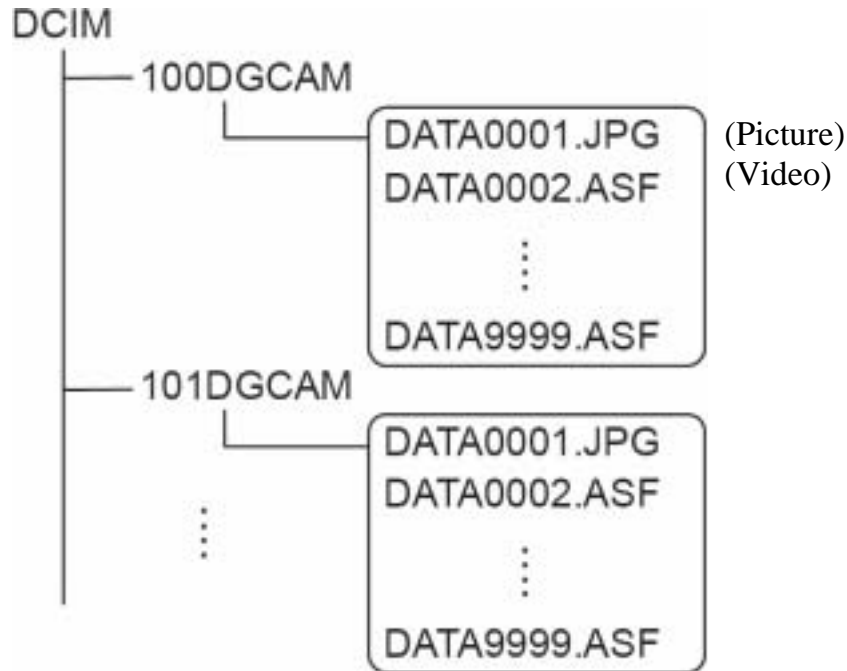 DCIM
100DGCAM
DATA0001.JPG (Picture)
DATA0002.ASF (Video)
DATA9999.ASF
101DGCAM
DATA0001.JPG
DATA0002.ASF
DATA9999.ASF